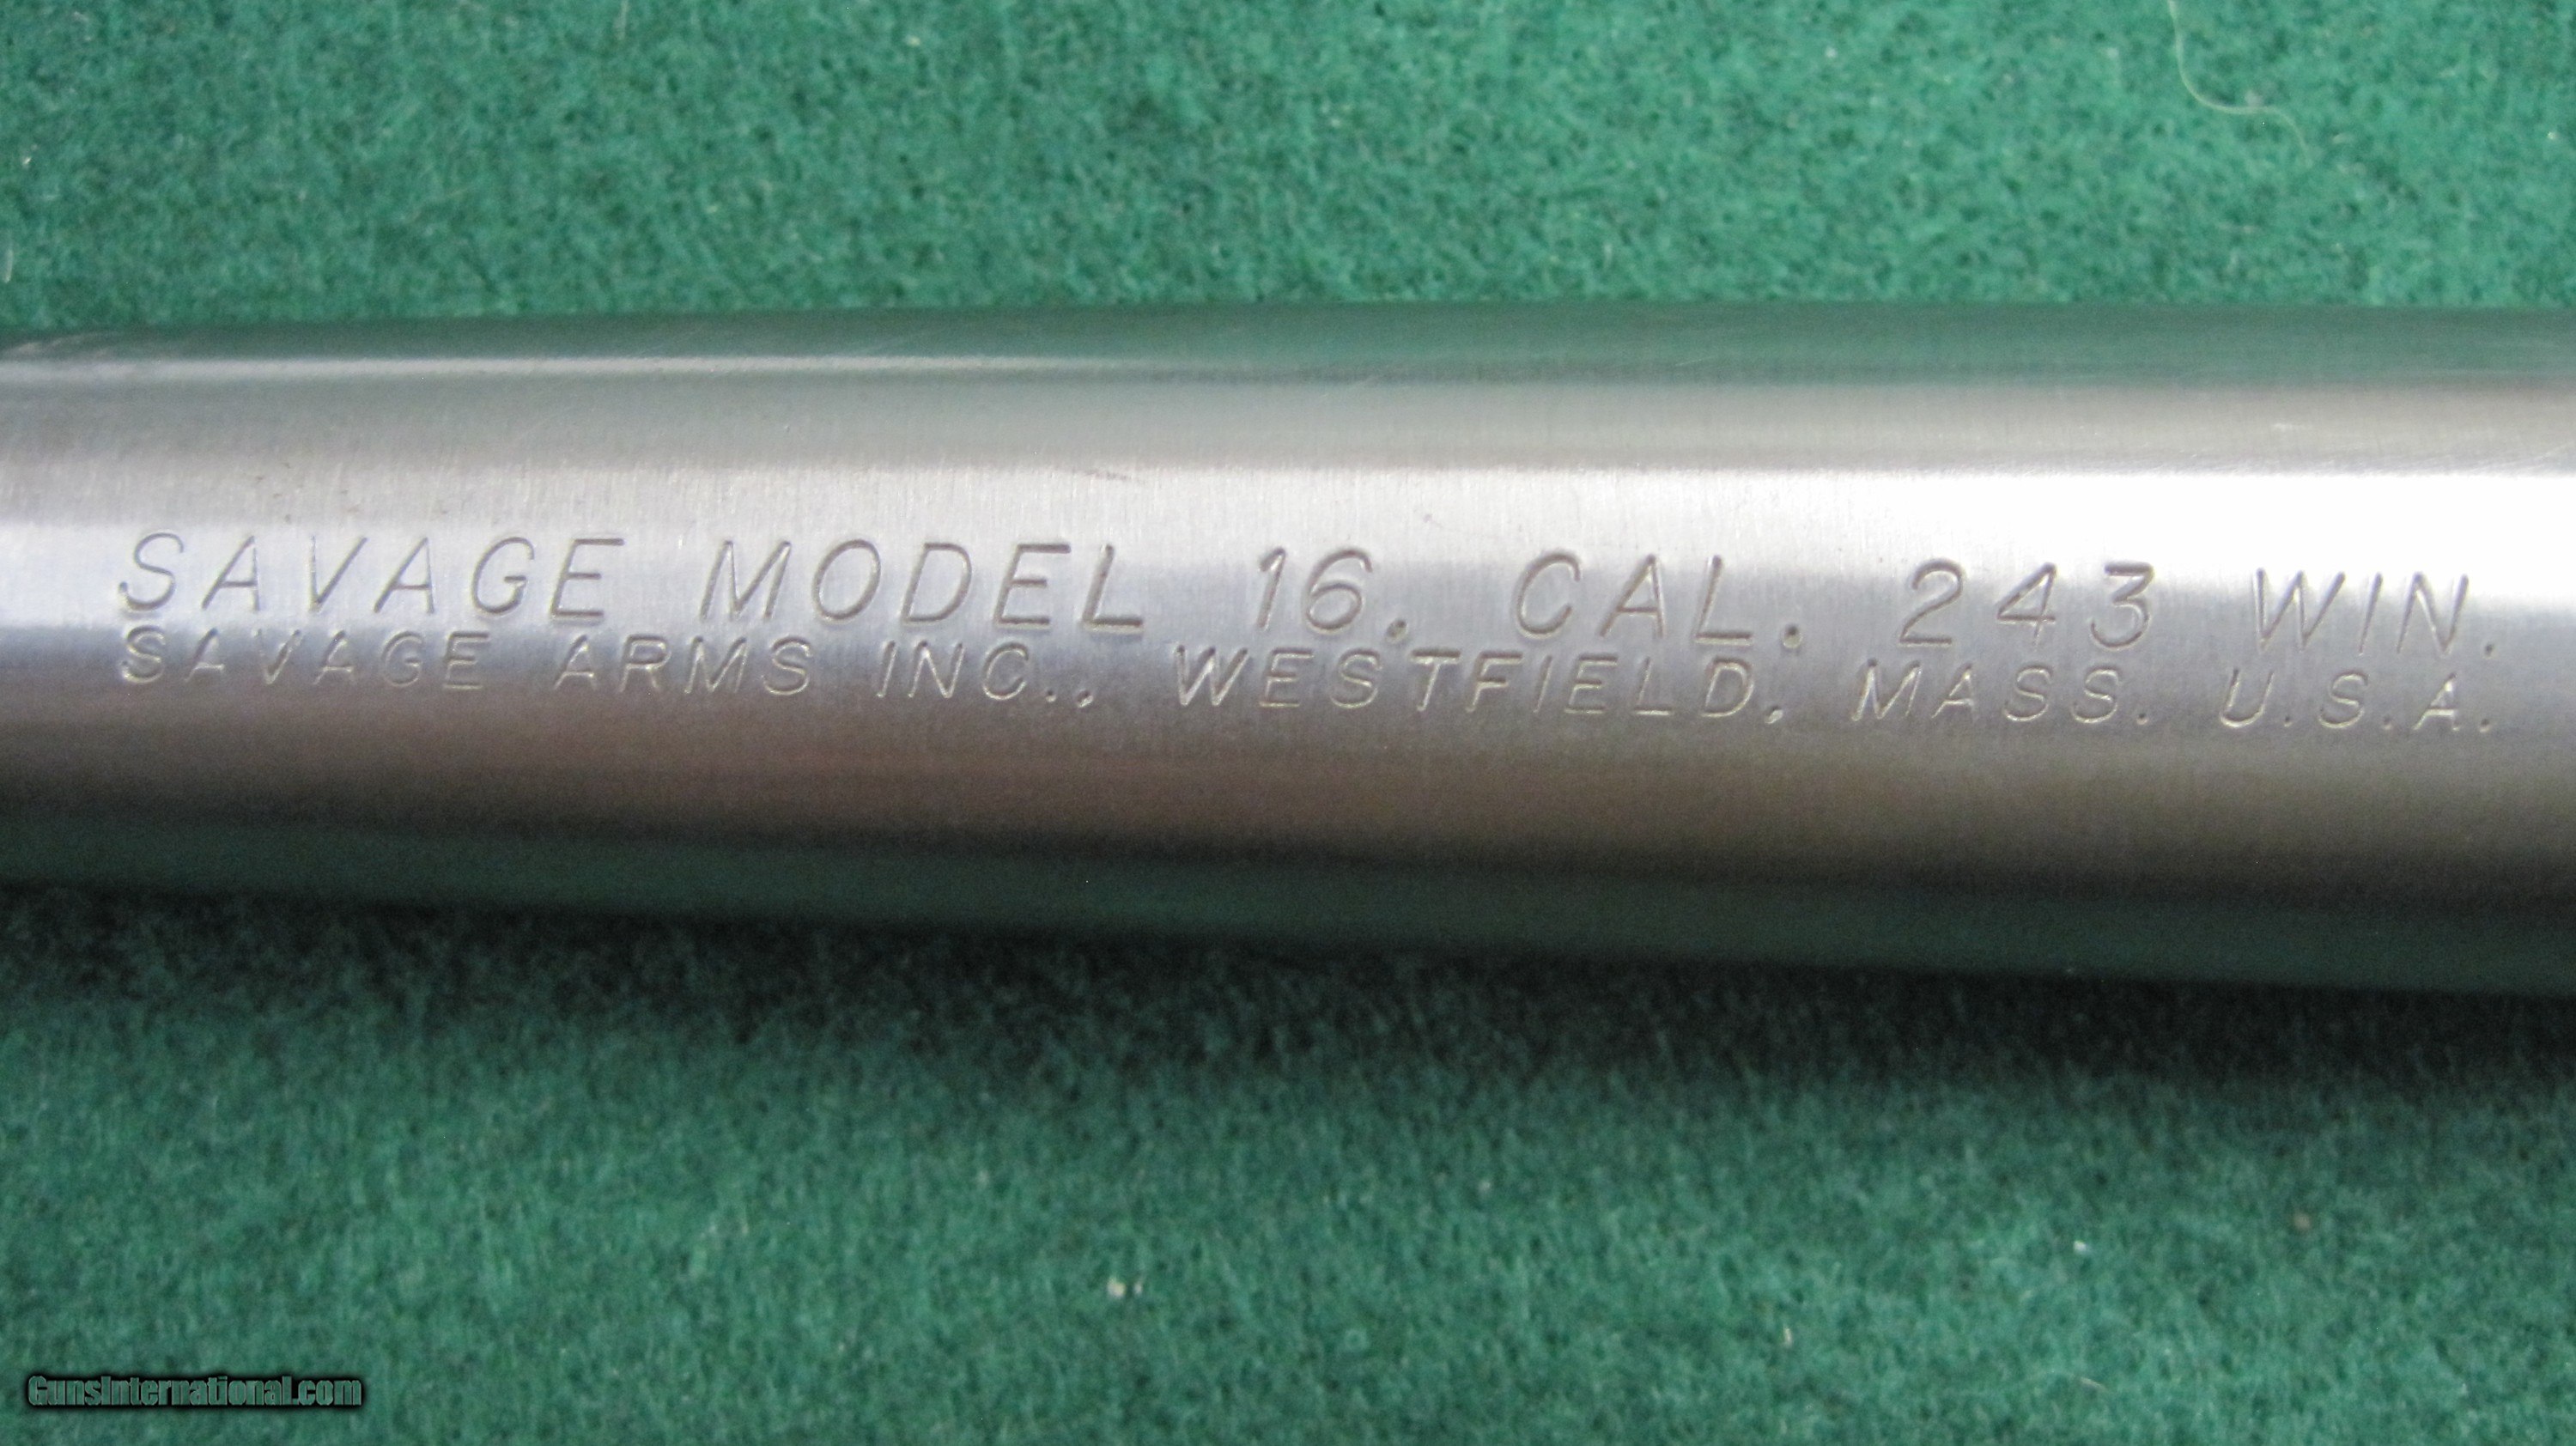 SAVAGE MODEL 16. CAL. 243 WIN.
SAVAGE ARMS INC., WESTFIELD, MASS. U.S.A.
GunsInternational.com